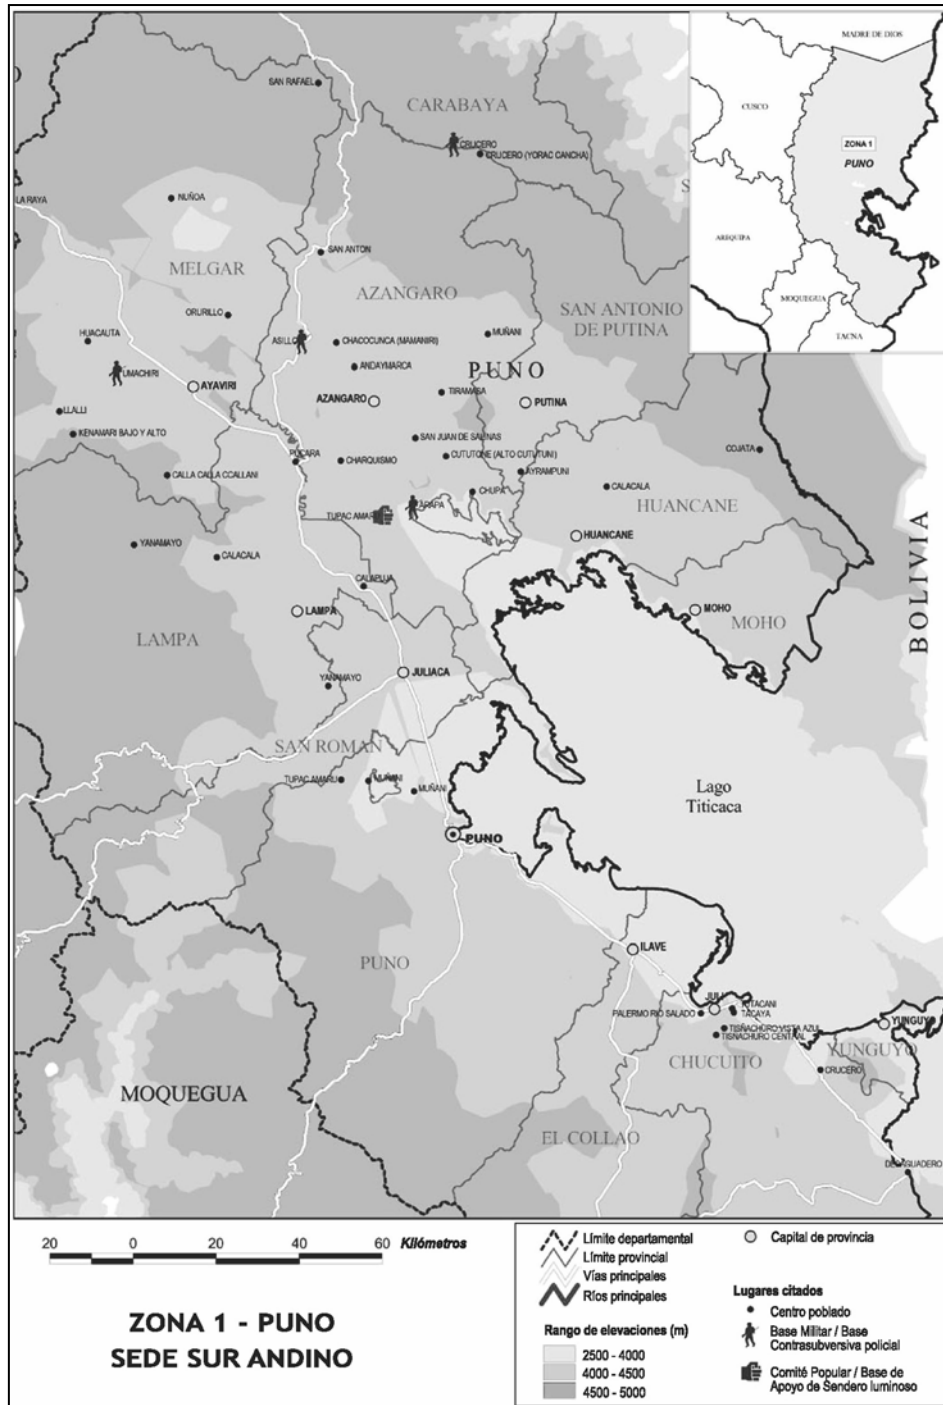 MADRE DE DIOS
CUSCO
ZONA 1
PUNO
AREQUIPA
MOQUEGUA
TACNA
SAN RAFAEL
CARABAYA
CRUCERO
CRUCERO (YORAC CANCHA)
NUÑOA
LA RAYA
SAN ANTON
MELGAR
AZANGARO
SAN ANTONIO
DE PUTINA
ORURILLO
HUACAUTA
ASILLO
CHACOCUNCA (MAMANIRI)
MUÑANI
ANDAYMARCA
PUNO
UMACHIRI
AYAVIRI
AZANGARO
TIRAMASA
PUTINA
LLALLI
KENAMARI BAJO Y ALTO
SAN JUAN DE SALINAS
PUCARA
CHARQUISMO
CUTUTONE (ALTO CUTUTUNI)
COJATA
CALLA CALLA CCALLANI
AYRAMPUNI
CALACALA
CHUPA
ARAPA
HUANCANE
TUPAC AMARU
YANAMAYO
CALACALA
HUANCANE
BOLIVIA
CALAPUJA
LAMPA
MOHO
MOHO
LAMPA
JULIACA
YANAMAYO
SAN ROMAN
TUPAC AMARU
MUÑANI
MUÑANI
Lago
Titicaca
PUNO
ILAVE
PUNO
PALERMO RIO SALADO
TACAYA
TISÑACHURO VISTA AZUL
TISNACHURO CENTRAL
YUNGUYO
CHUCUITO
YUNGUYO
CRUCERO
MOQUEGUA
EL COLLAO
DESAGUADERO
20 0 20 40 60 Kilómetros
ZONA 1 - PUNO
SEDE SUR ANDINO
Límite departamental
Límite provincial
Vías principales
Ríos principales
Rango de elevaciones (m)
2500 - 4000
4000 - 4500
4500 - 5000
Capital de provincia
Lugares citados
Centro poblado
Base Militar / Base
Contrasubversiva policial
Comité Popular / Base de
Apoyo de Sendero luminoso